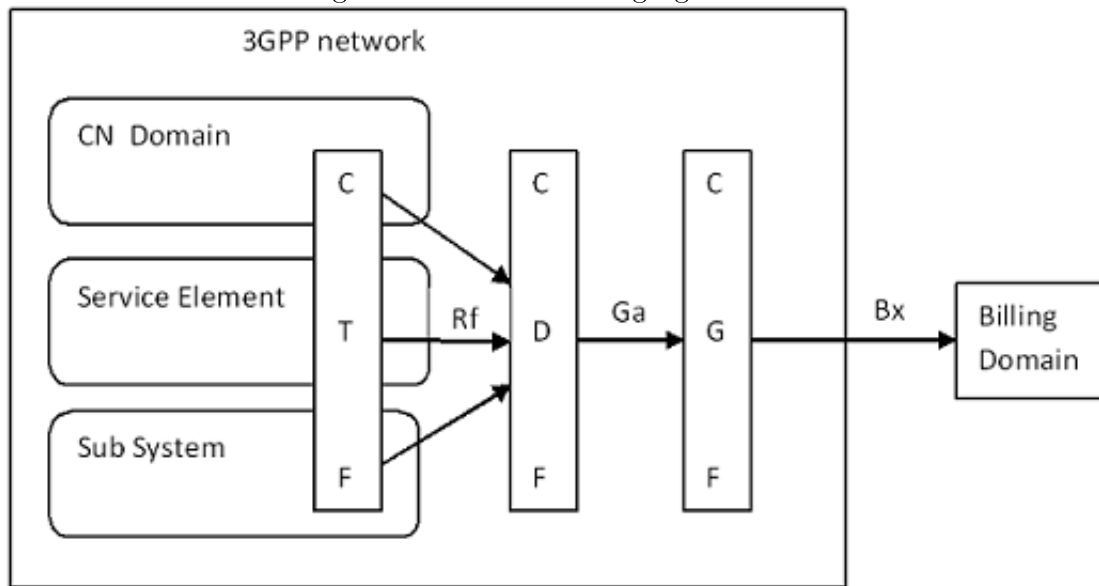 3GPP network
CN Domain
Service Element
Sub System
C
T
F
Rf
C
D
F
Ga
C
G
F
Bx
Billing
Domain